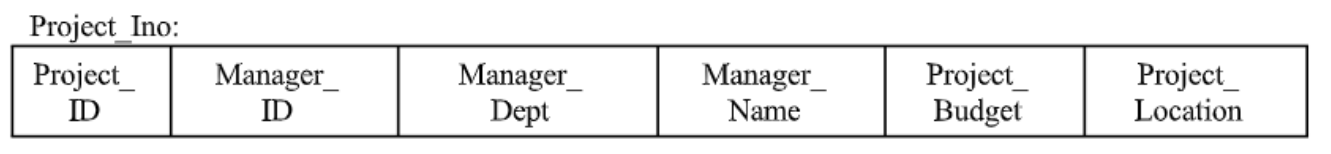 Project_Ino:
Project_ Manager_ Manager_ Manager_ Project_ Project_
ID ID Dept Name Budget Location